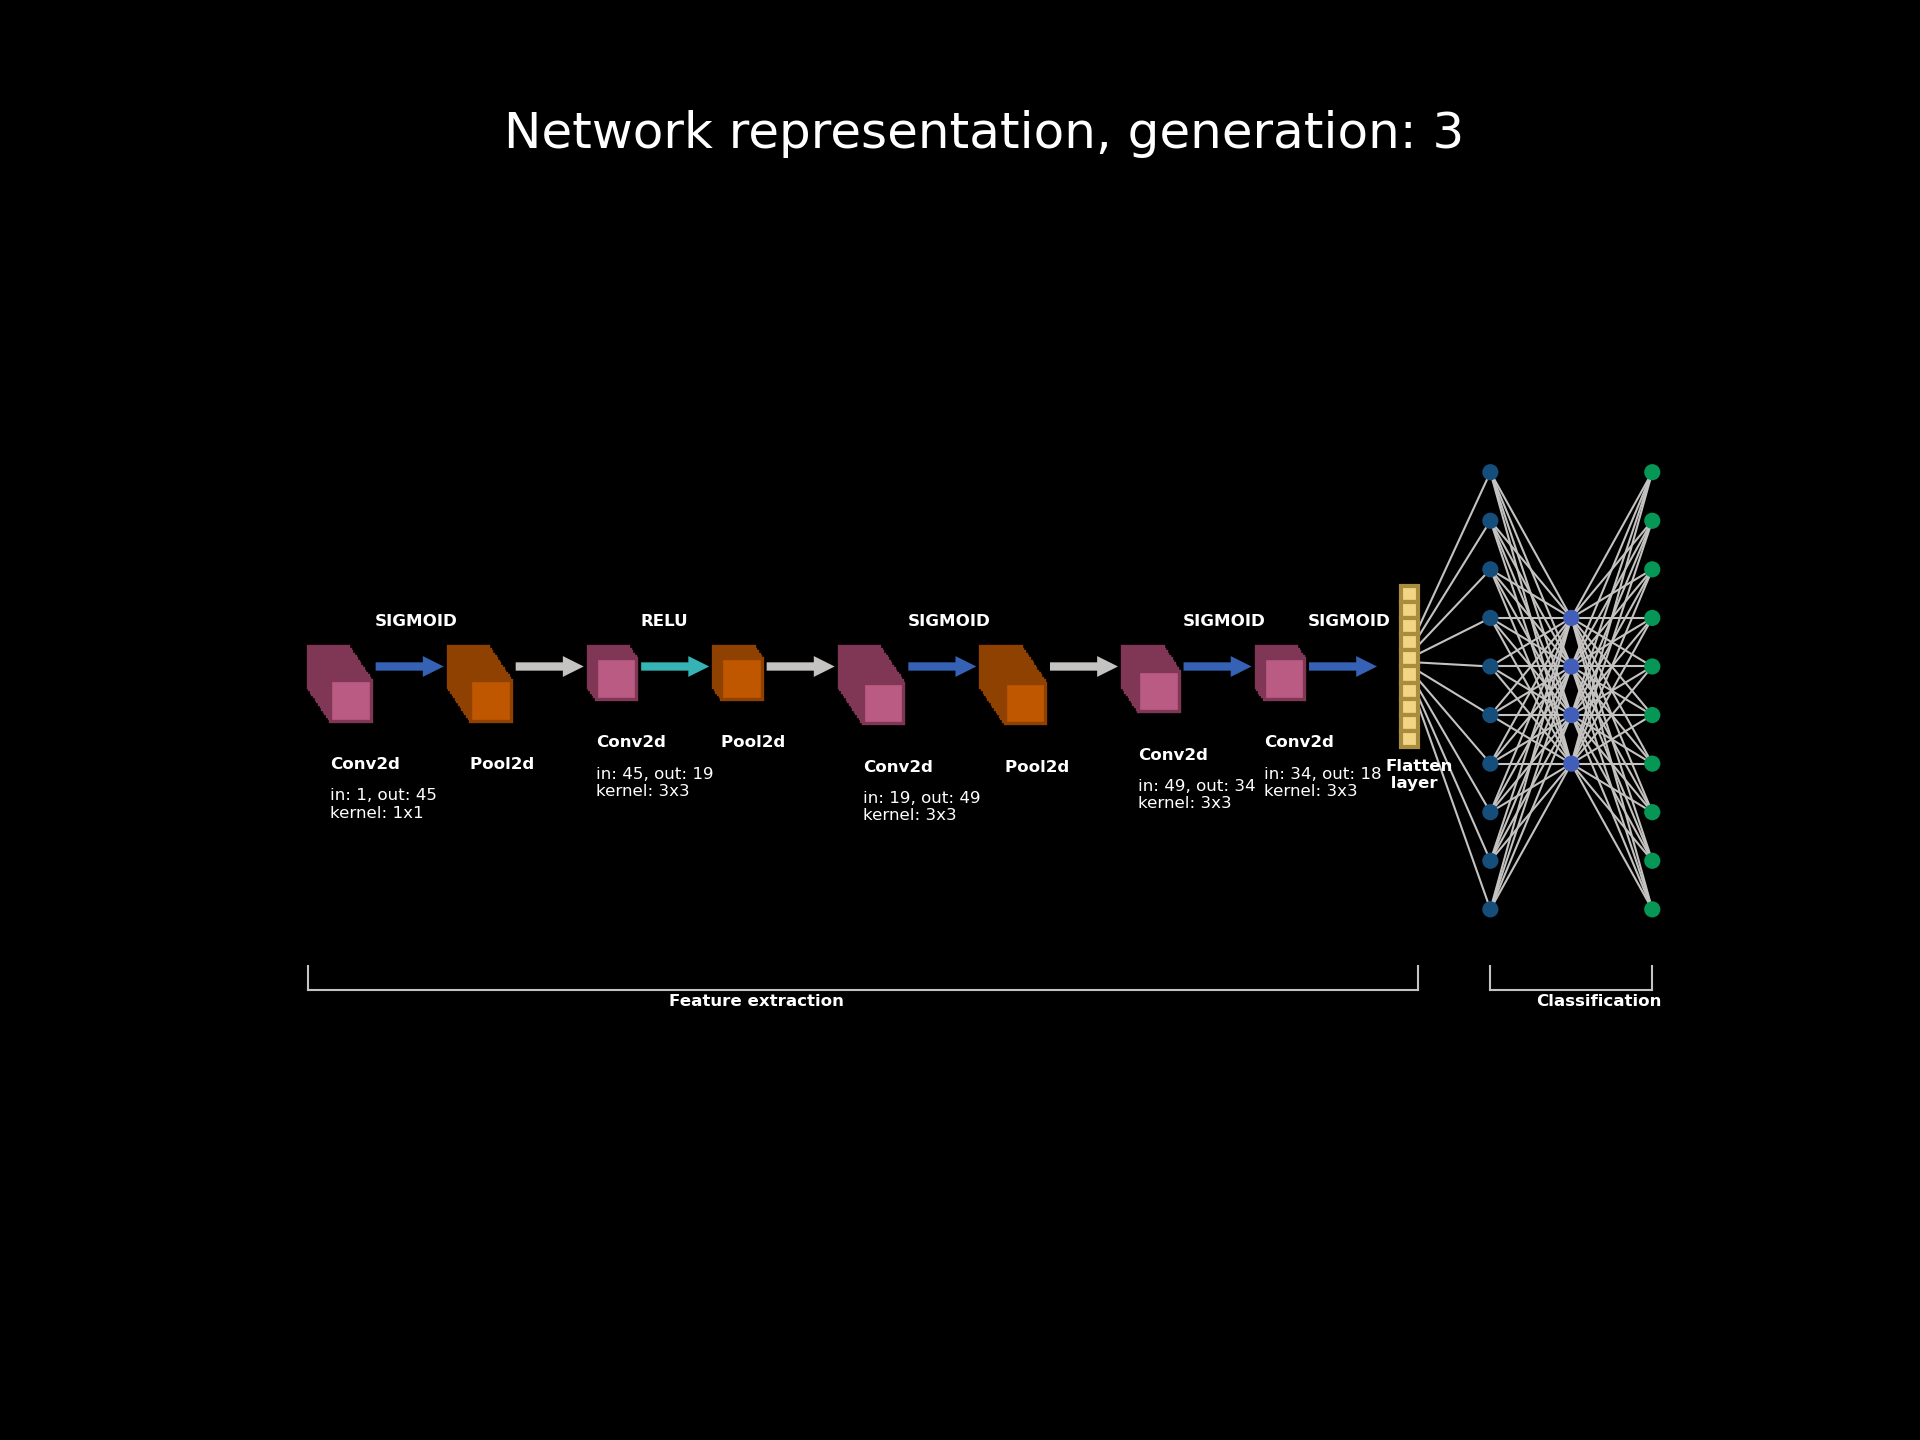 Network representation, generation: 3
SIGMOID
RELU
SIGMOID
SIGMOID
SIGMOID
Conv2d
in: 1, out: 45
kernel: 1x1
Pool2d
Conv2d
in: 45, out: 19
kernel: 3x3
Pool2d
Conv2d
in: 19, out: 49
kernel: 3x3
Pool2d
Conv2d
in: 49, out: 34
kernel: 3x3
Conv2d
in: 34, out: 18
kernel: 3x3
Flatten
layer
Feature extraction
Classification